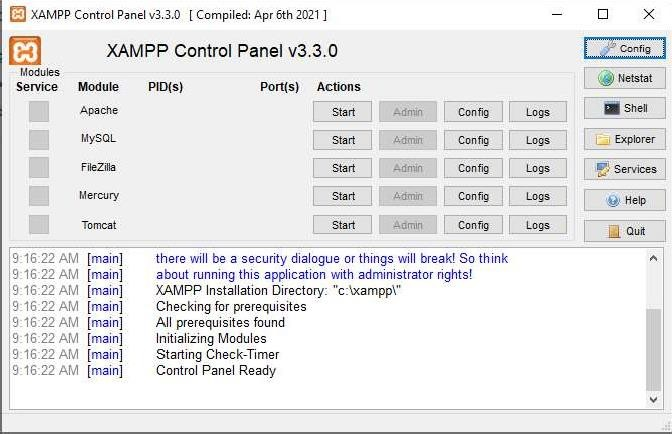 XAMPP Control Panel v3.3.0 [ Compiled: Apr 6th 2021 ]
XAMPP Control Panel v3.3.0
Config
Modules
Service Module PID(s) Port(s) Actions
Netstat
Apache Start Admin Config Logs
Shell
MySQL Start Admin Config Logs
Explorer
FileZilla Start Admin Config Logs
Services
Mercury Start Admin Config Logs
Help
Tomcat Start Admin Config Logs
Quit
9:16:22 AM [main] there will be a security dialogue or things will break! So think
9:16:22 AM [main] about running this application with administrator rights!
9:16:22 AM [main] XAMPP Installation Directory: "c:\xampp\"
9:16:22 AM [main] Checking for prerequisites
9:16:22 AM [main] All prerequisites found
9:16:22 AM [main] Initializing Modules
9:16:22 AM [main] Starting Check-Timer
9:16:22 AM [main] Control Panel Ready